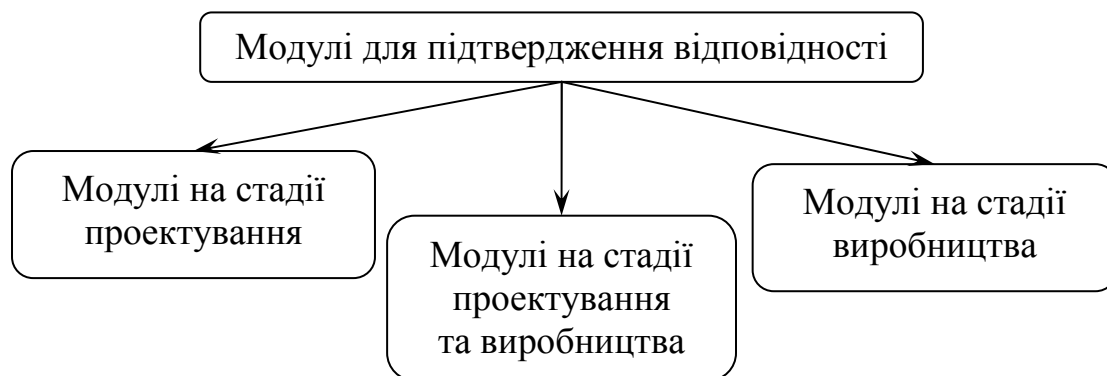 Модулі для підтвердження відповідності
Модулі на стадії
проектування
Модулі на стадії
проектування
та виробництва
Модулі на стадії
виробництва